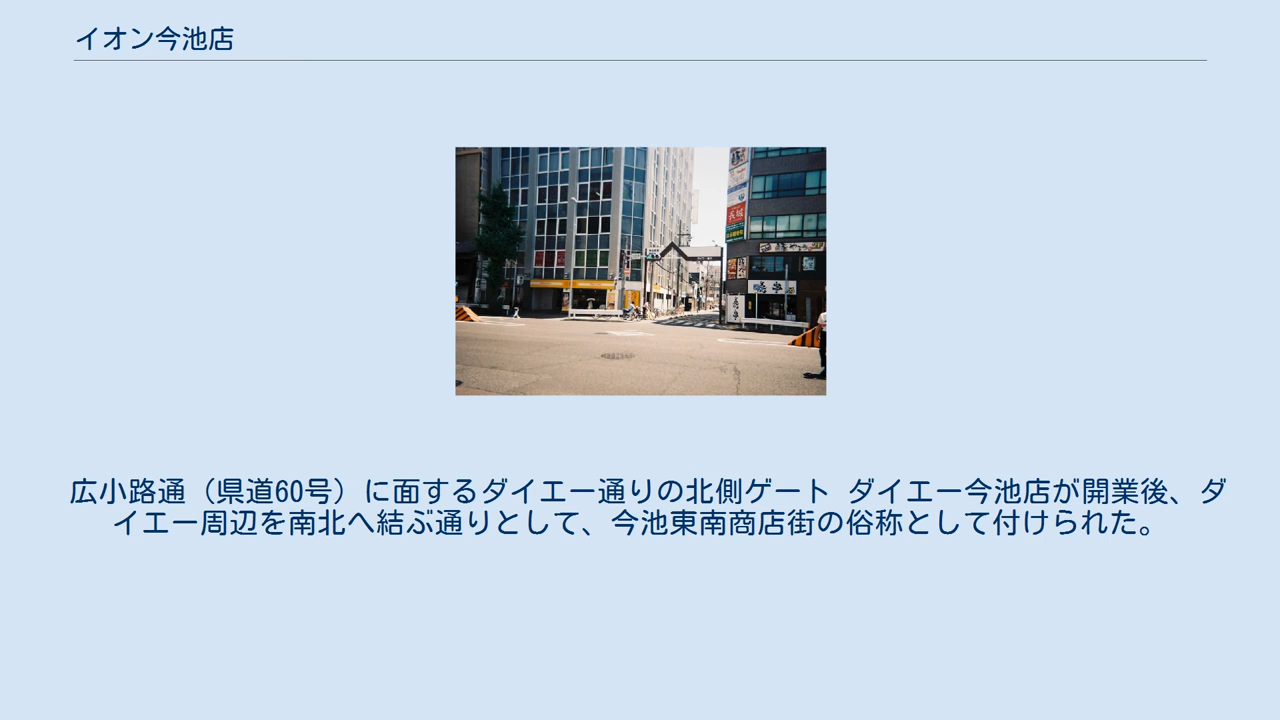 イオン今池店
広小路通（県道60号）に面するダイエー通りの北側ゲート ダイエー今池店が開業後、ダ
イエー周辺を南北へ結ぶ通りとして、今池東南商店街の俗称として付けられた。